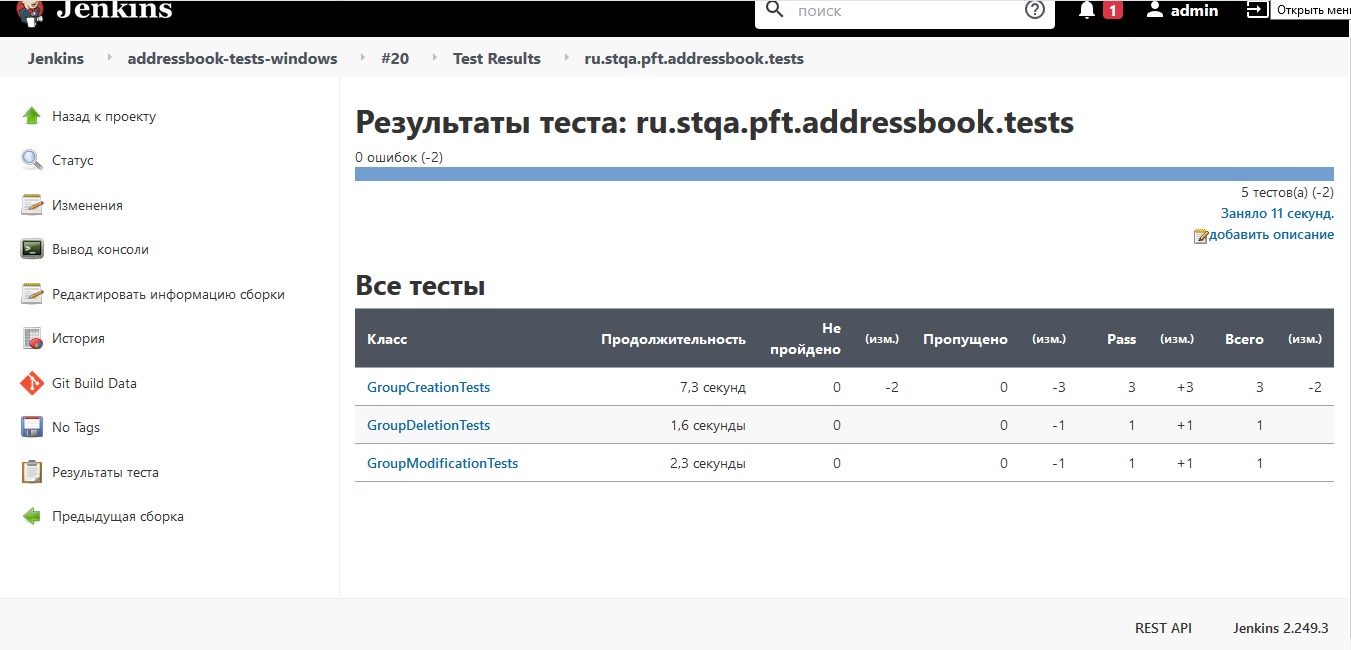 Jenkins
поиск
1
admin
Открыть мен
Jenkins addressbook-tests-windows #20 Test Results ru.stqa.pft.addressbook.tests
Назад к проекту
Статус
Изменения
Вывод консоли
Редактировать информацию сборки
История
Git Build Data
No Tags
Результаты теста
Предыдущая сборка
Результаты теста: ru.stqa.pft.addressbook.tests
0 ошибок (-2)
5 тестов(а) (-2)
Заняло 11 секунд.
добавить описание
Все тесты
Класс Продолжительность Не пройдено (изм.) Пропущено (изм.) Pass (изм.) Всего (изм.)
GroupCreationTests 7,3 секунд 0 -2 0 -3 3 +3 3 -2
GroupDeletionTests 1,6 секунды 0 0 -1 1 +1 1
GroupModificationTests 2,3 секунды 0 0 -1 1 +1 1
REST API Jenkins 2.249.3